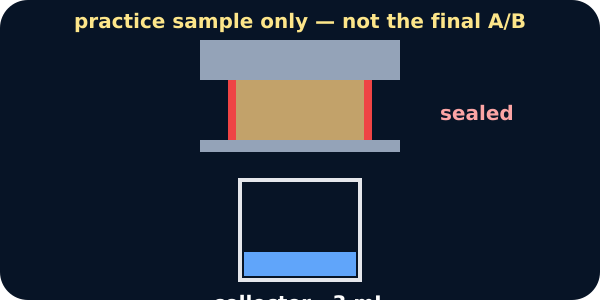 practice sample only — not the final A/B
sealed